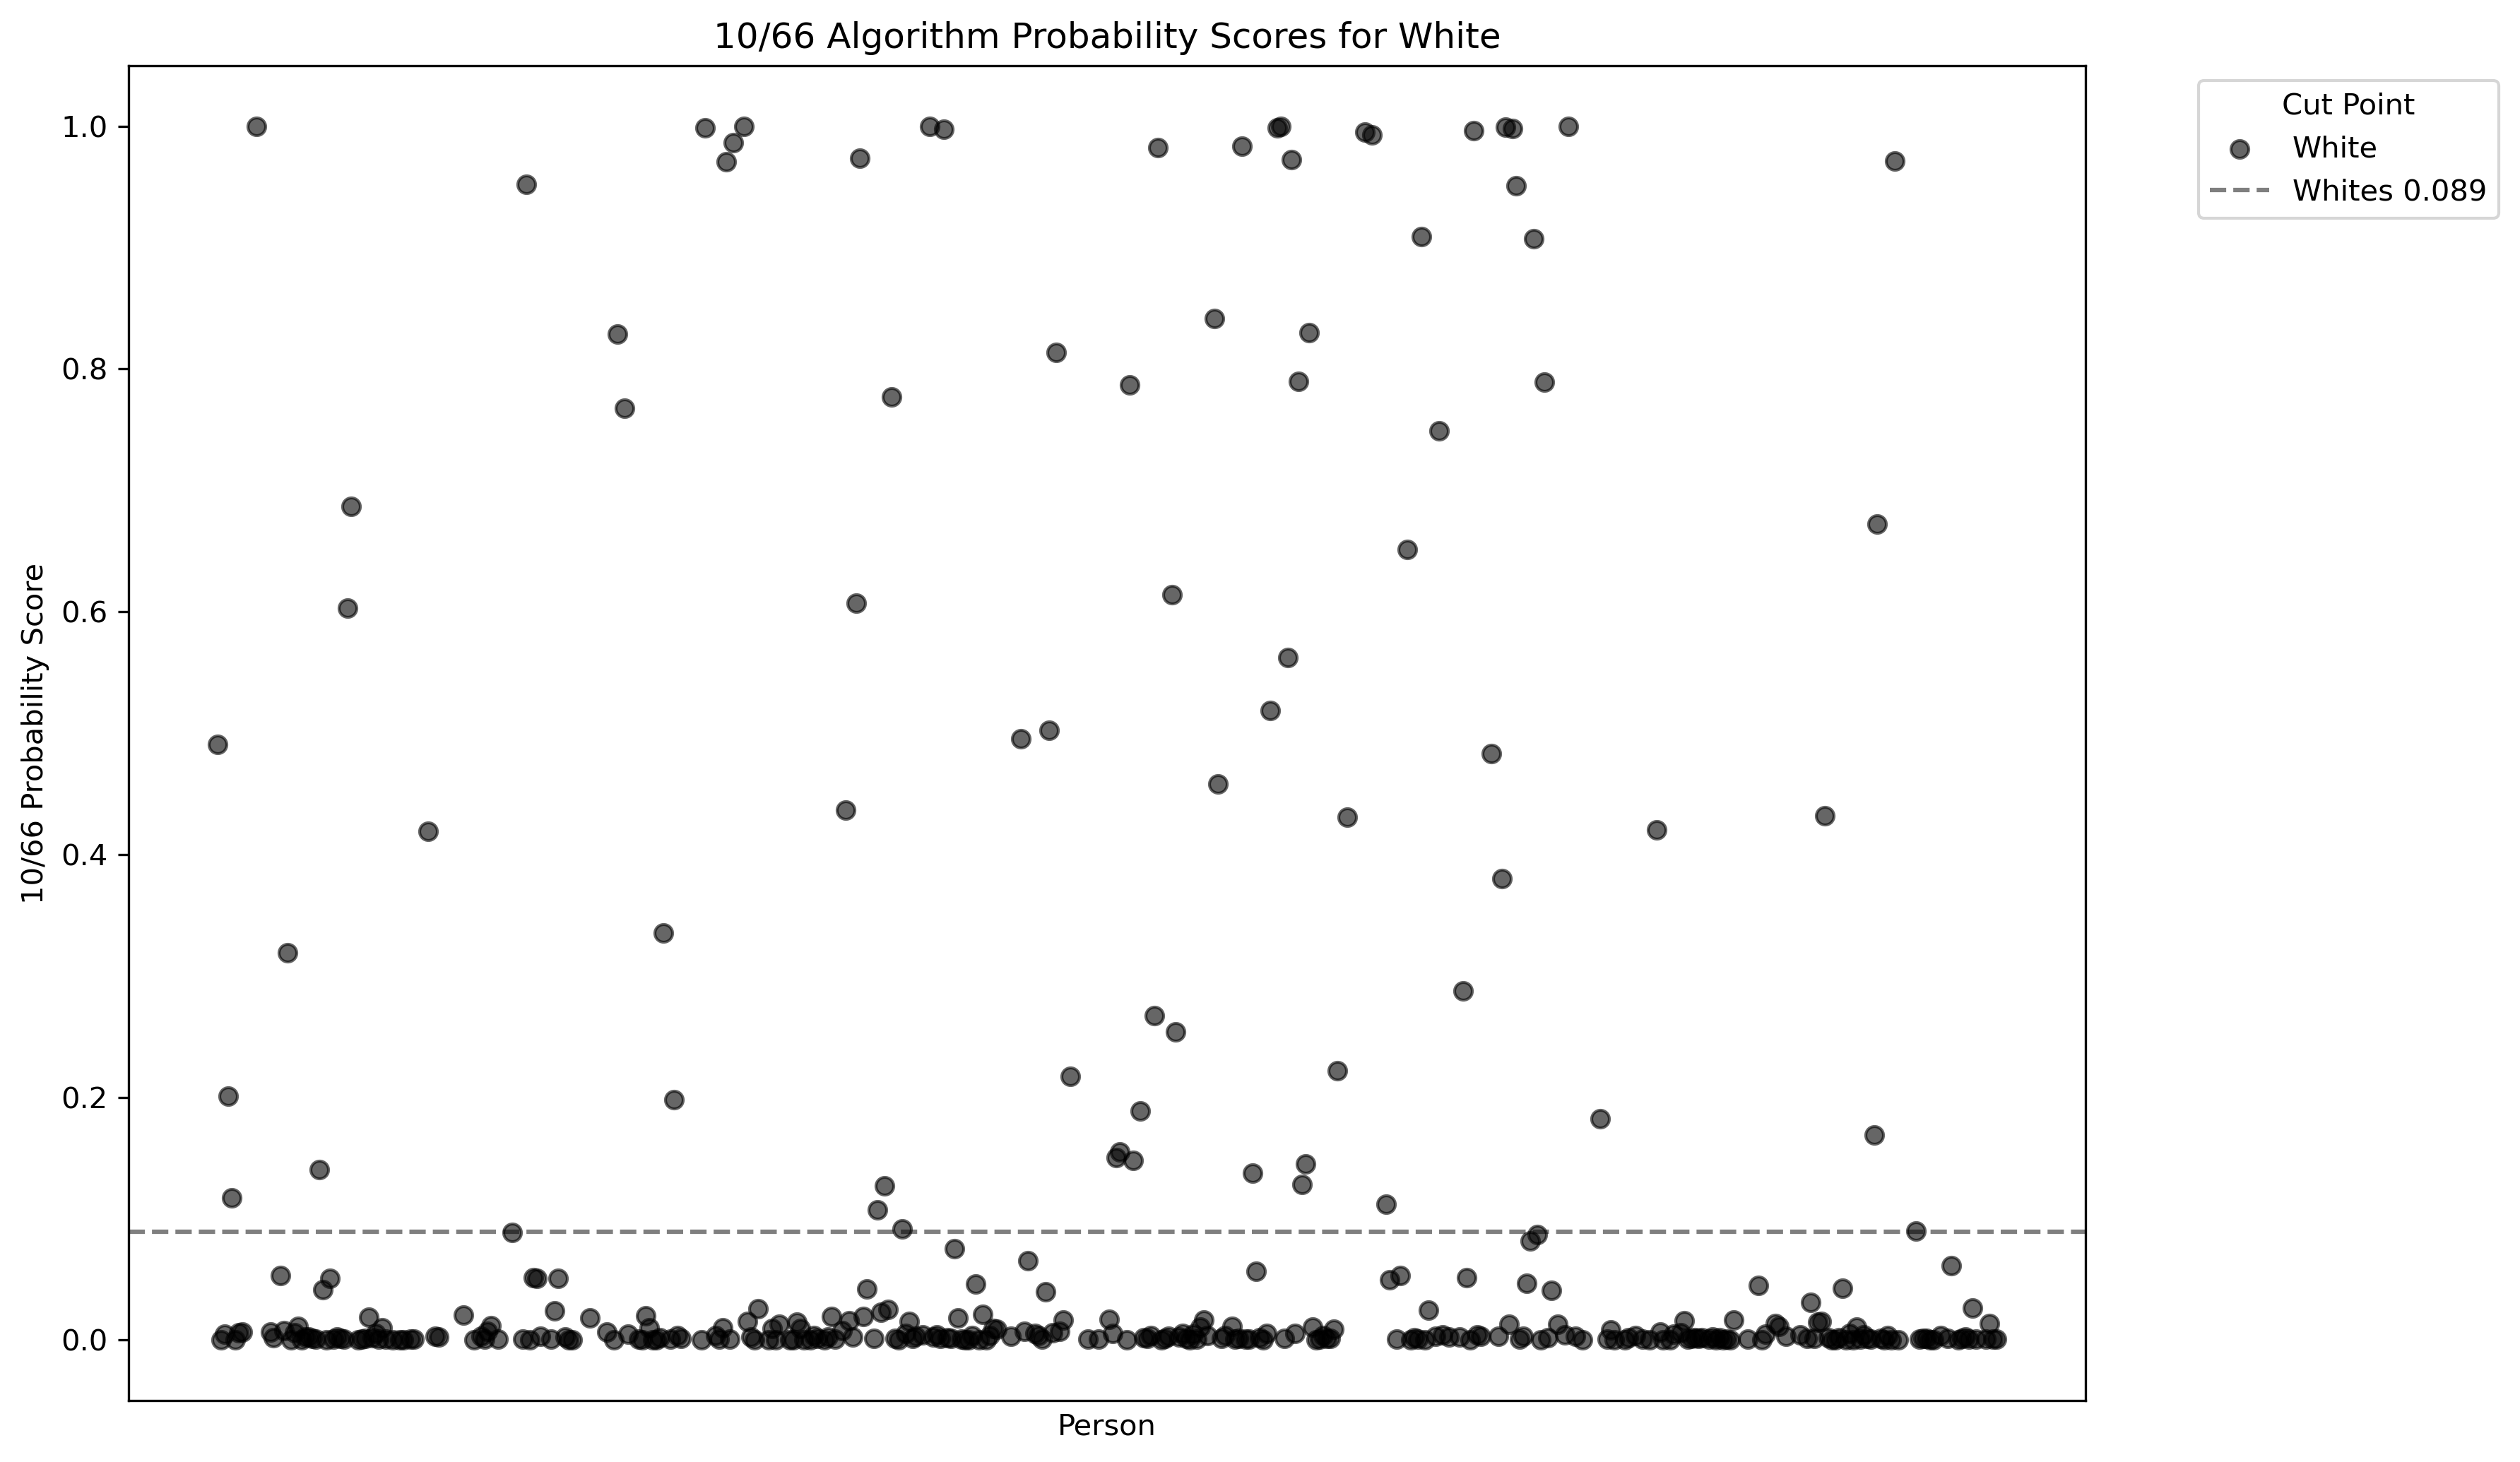 10/66 Algorithm Probability Scores for White
Cut Point
White
Whites 0.089
1.0
0.8
0.6
0.4
0.2
0.0
10/66 Probability Score
Person